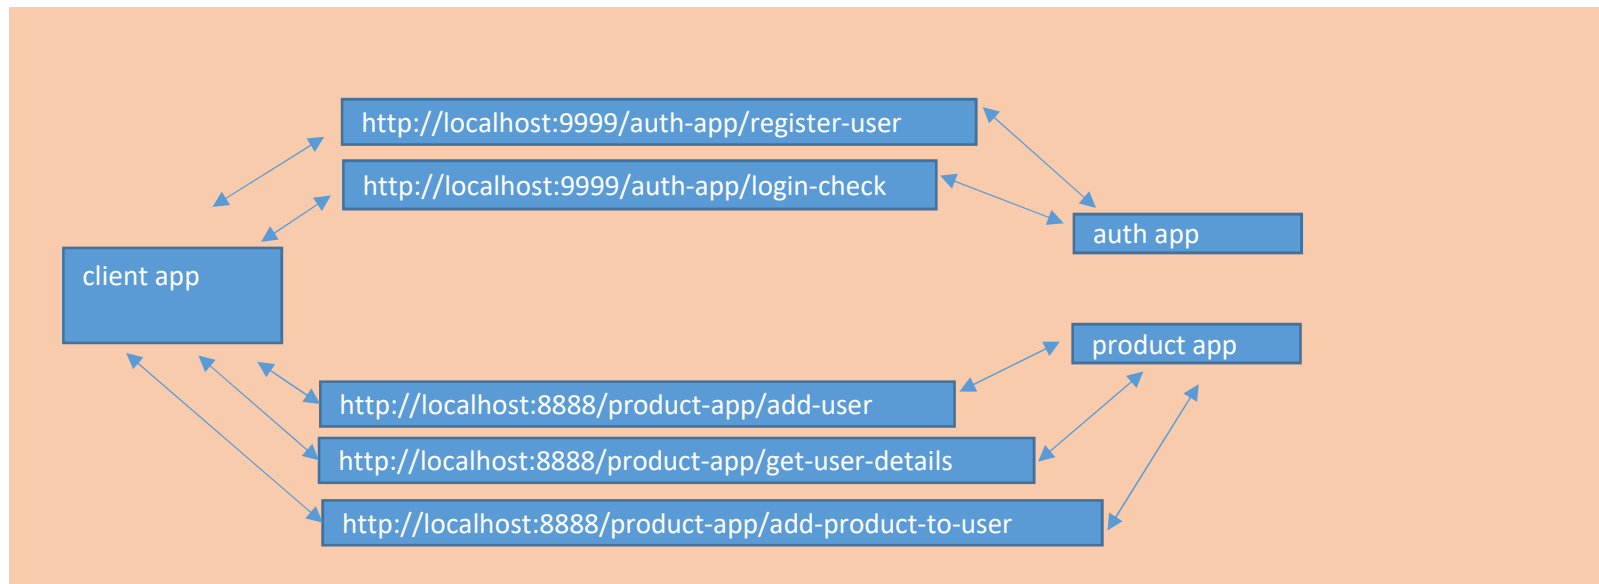 http://localhost:9999/auth-app/register-user
http://localhost:9999/auth-app/login-check
auth app
client app
product app
http://localhost:8888/product-app/add-user
http://localhost:8888/product-app/get-user-details
http://localhost:8888/product-app/add-product-to-user